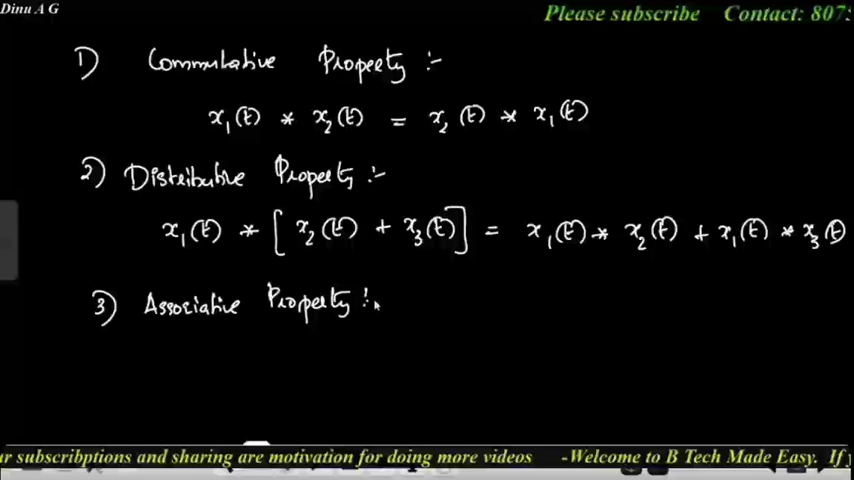 Dinu A G
Please subscribe Contact: 807
1) Commutative Property :-
x₁(t) * x₂(t) = x₂(t) * x₁(t)
2) Distributive Property :-
x₁(t) * [x₂(t) + x₃(t)] = x₁(t) * x₂(t) + x₁(t) * x₃(t)
3) Associative Property :-
ur subscribptions and sharing are motivation for doing more videos -Welcome to B Tech Made Easy. If y